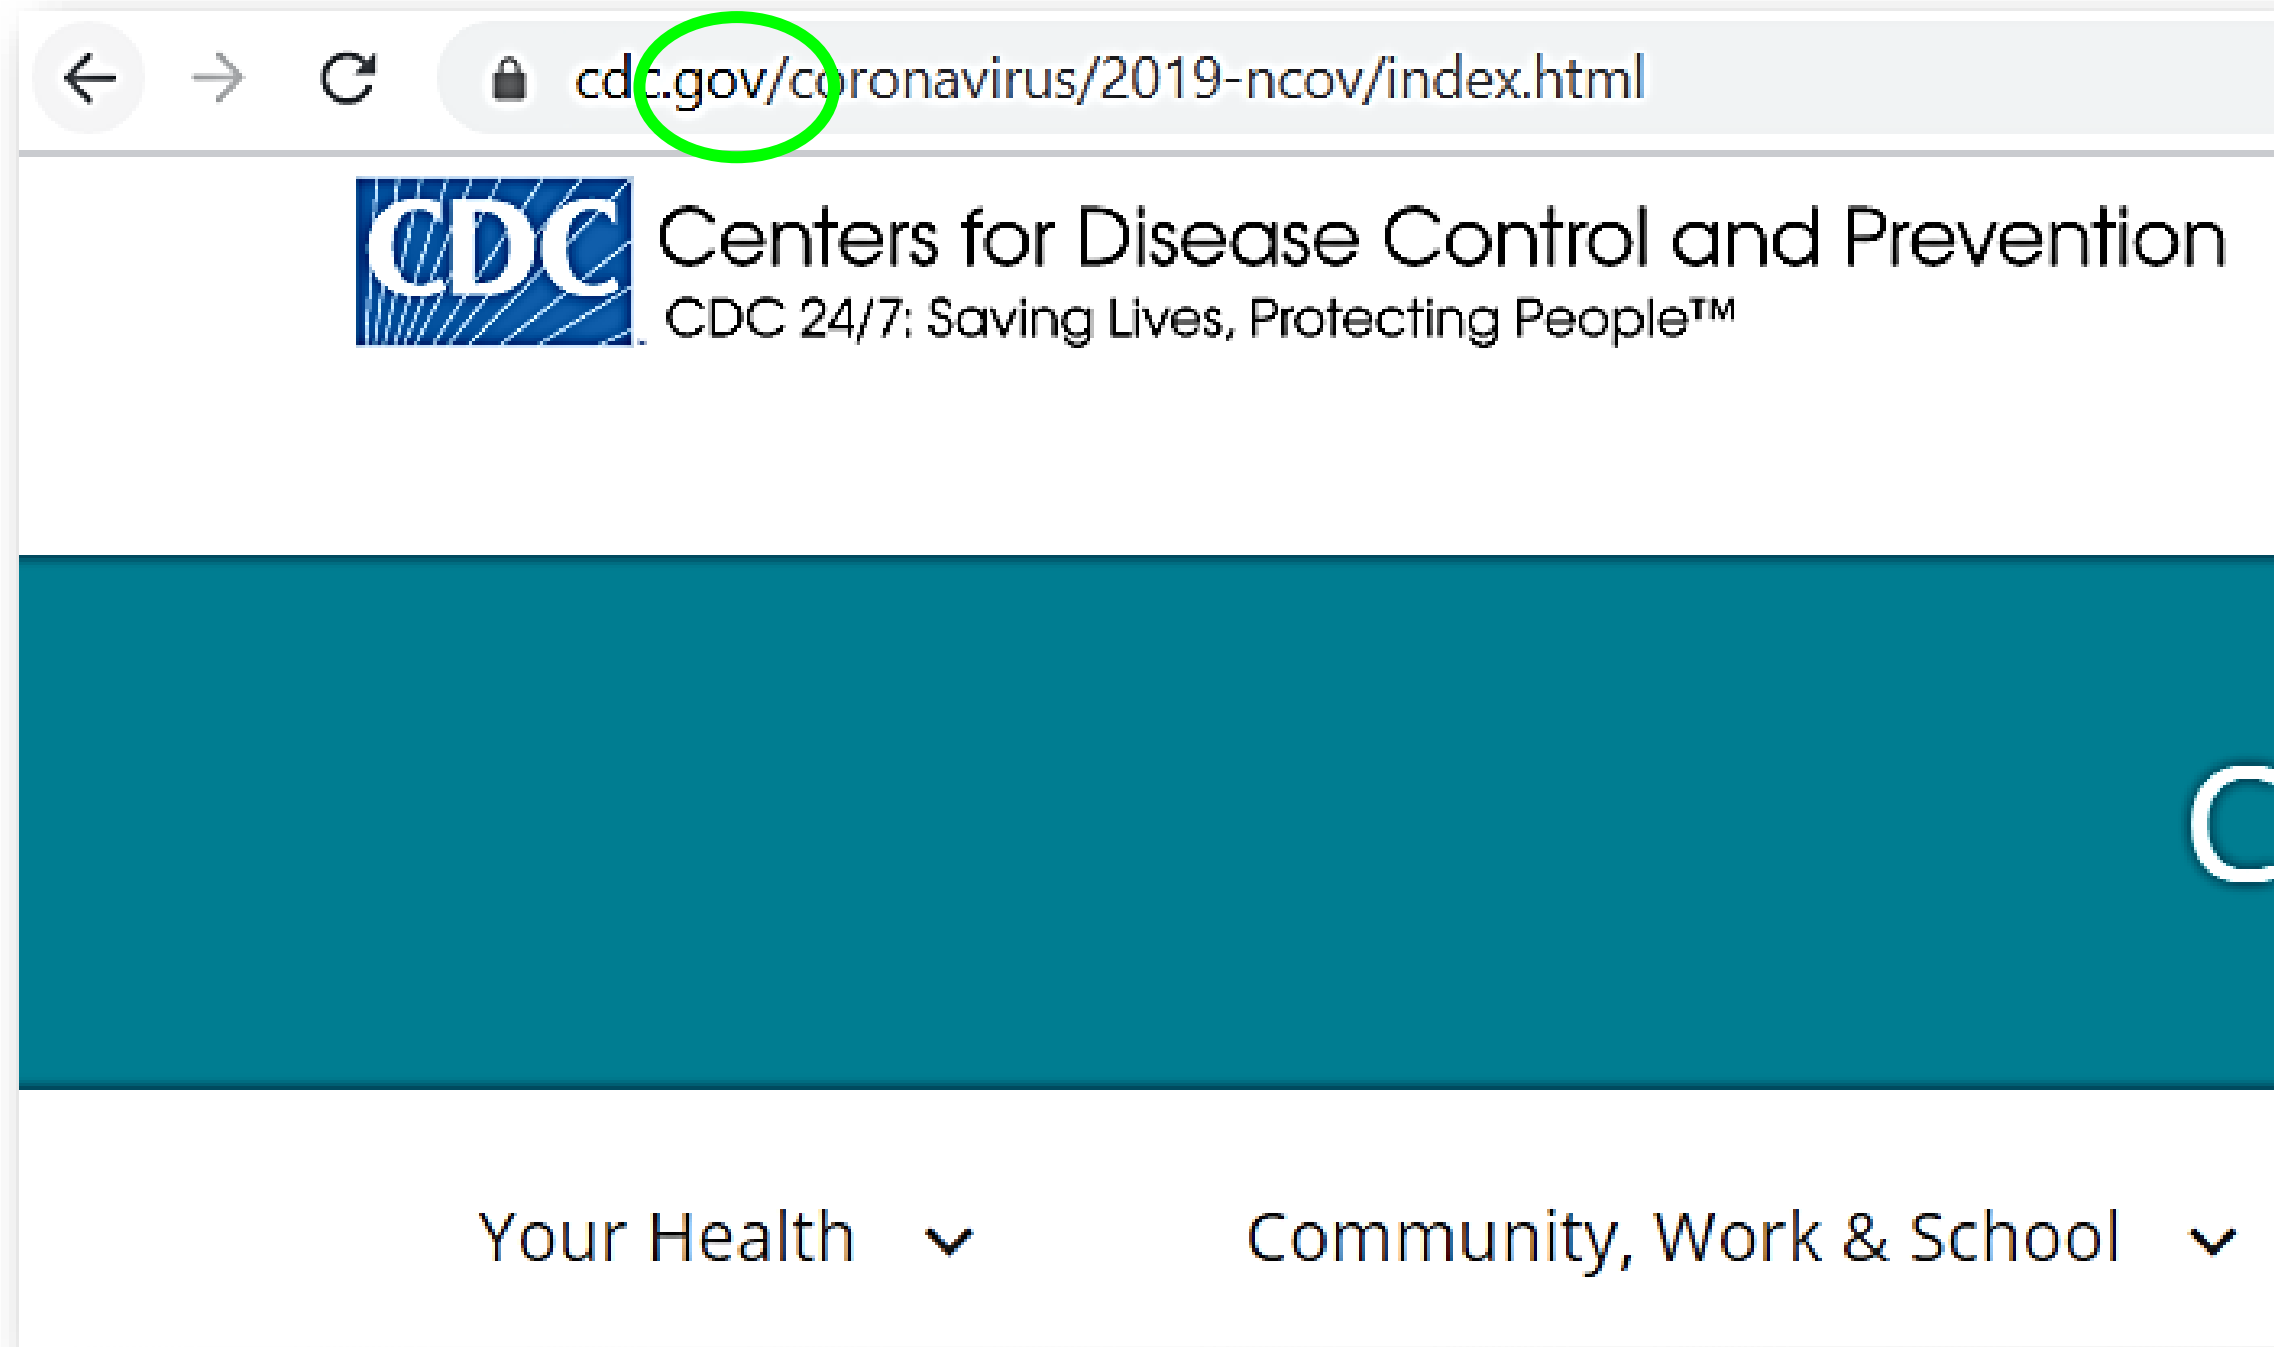 cdc.gov/coronavirus/2019-ncov/index.html
CDC Centers for Disease Control and Prevention
CDC 24/7: Saving Lives, Protecting People™
C
Your Health Community, Work & School